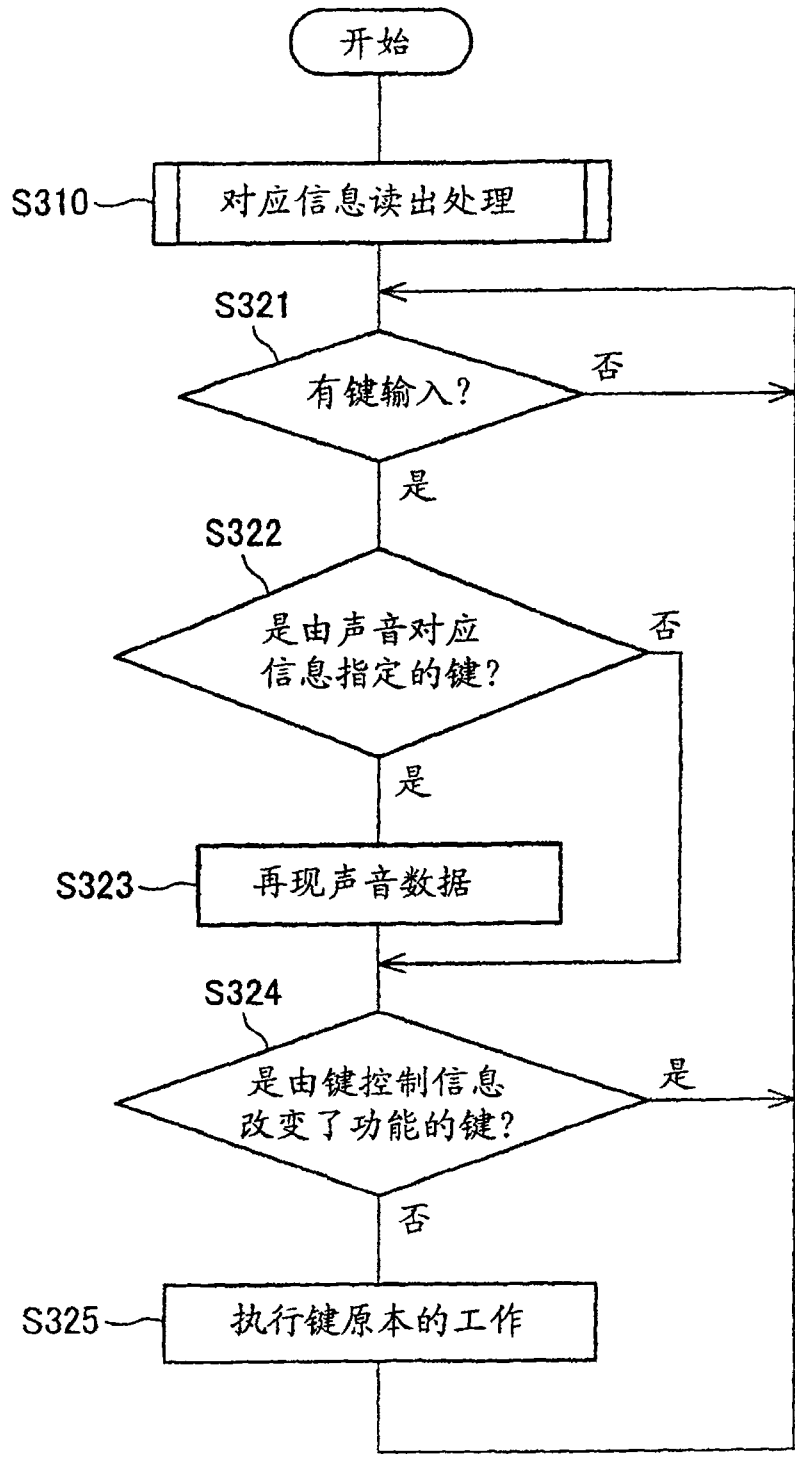 开始
S310
对应信息读出处理
S321
有键输入?
否
是
S322
是由声音对应
信息指定的键?
否
是
S323
再现声音数据
S324
是由键控制信息
改变了功能的键?
是
否
S325
执行键原本的工作